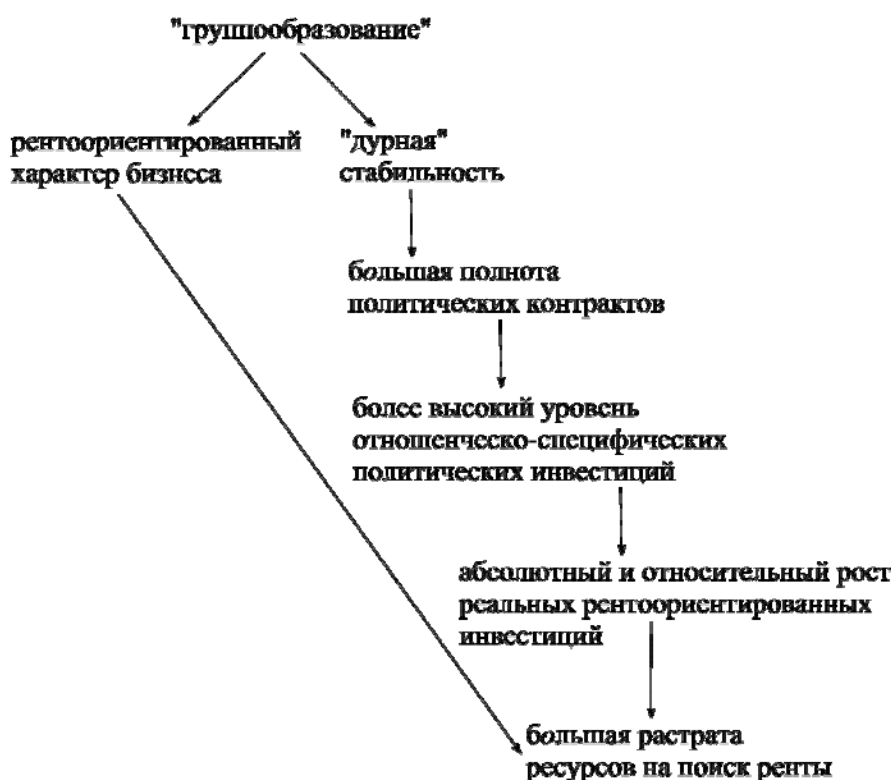 "группообразование"
рентоориентированный
характер бизнеса
"дурная"
стабильность
большая полнота
политических контрактов
более высокий уровень
отношенческо-специфических
политических инвестиций
абсолютный и относительный рост
реальных рентоориентированных
инвестиций
большая растрата
ресурсов на поиск ренты